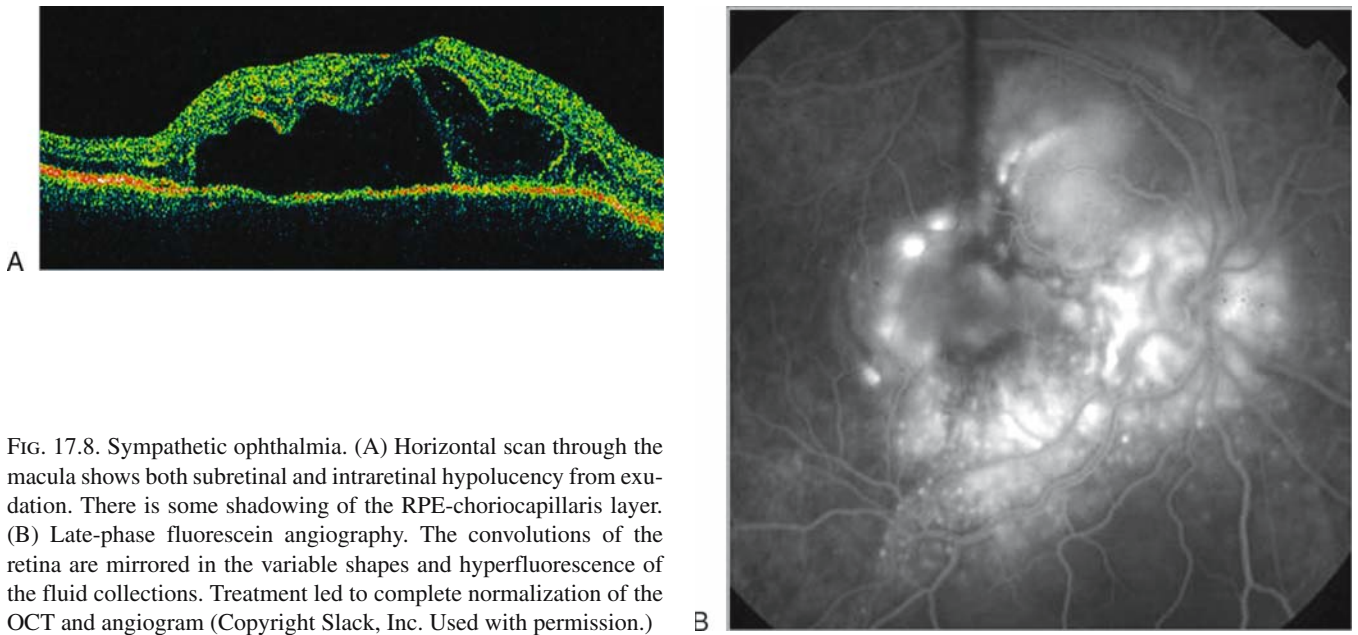 A
B
FIG. 17.8. Sympathetic ophthalmia. (A) Horizontal scan through the
macula shows both subretinal and intraretinal hypolucency from exu-
dation. There is some shadowing of the RPE-choriocapillaris layer.
(B) Late-phase fluorescein angiography. The convolutions of the
retina are mirrored in the variable shapes and hyperfluorescence of
the fluid collections. Treatment led to complete normalization of the
OCT and angiogram (Copyright Slack, Inc. Used with permission.)